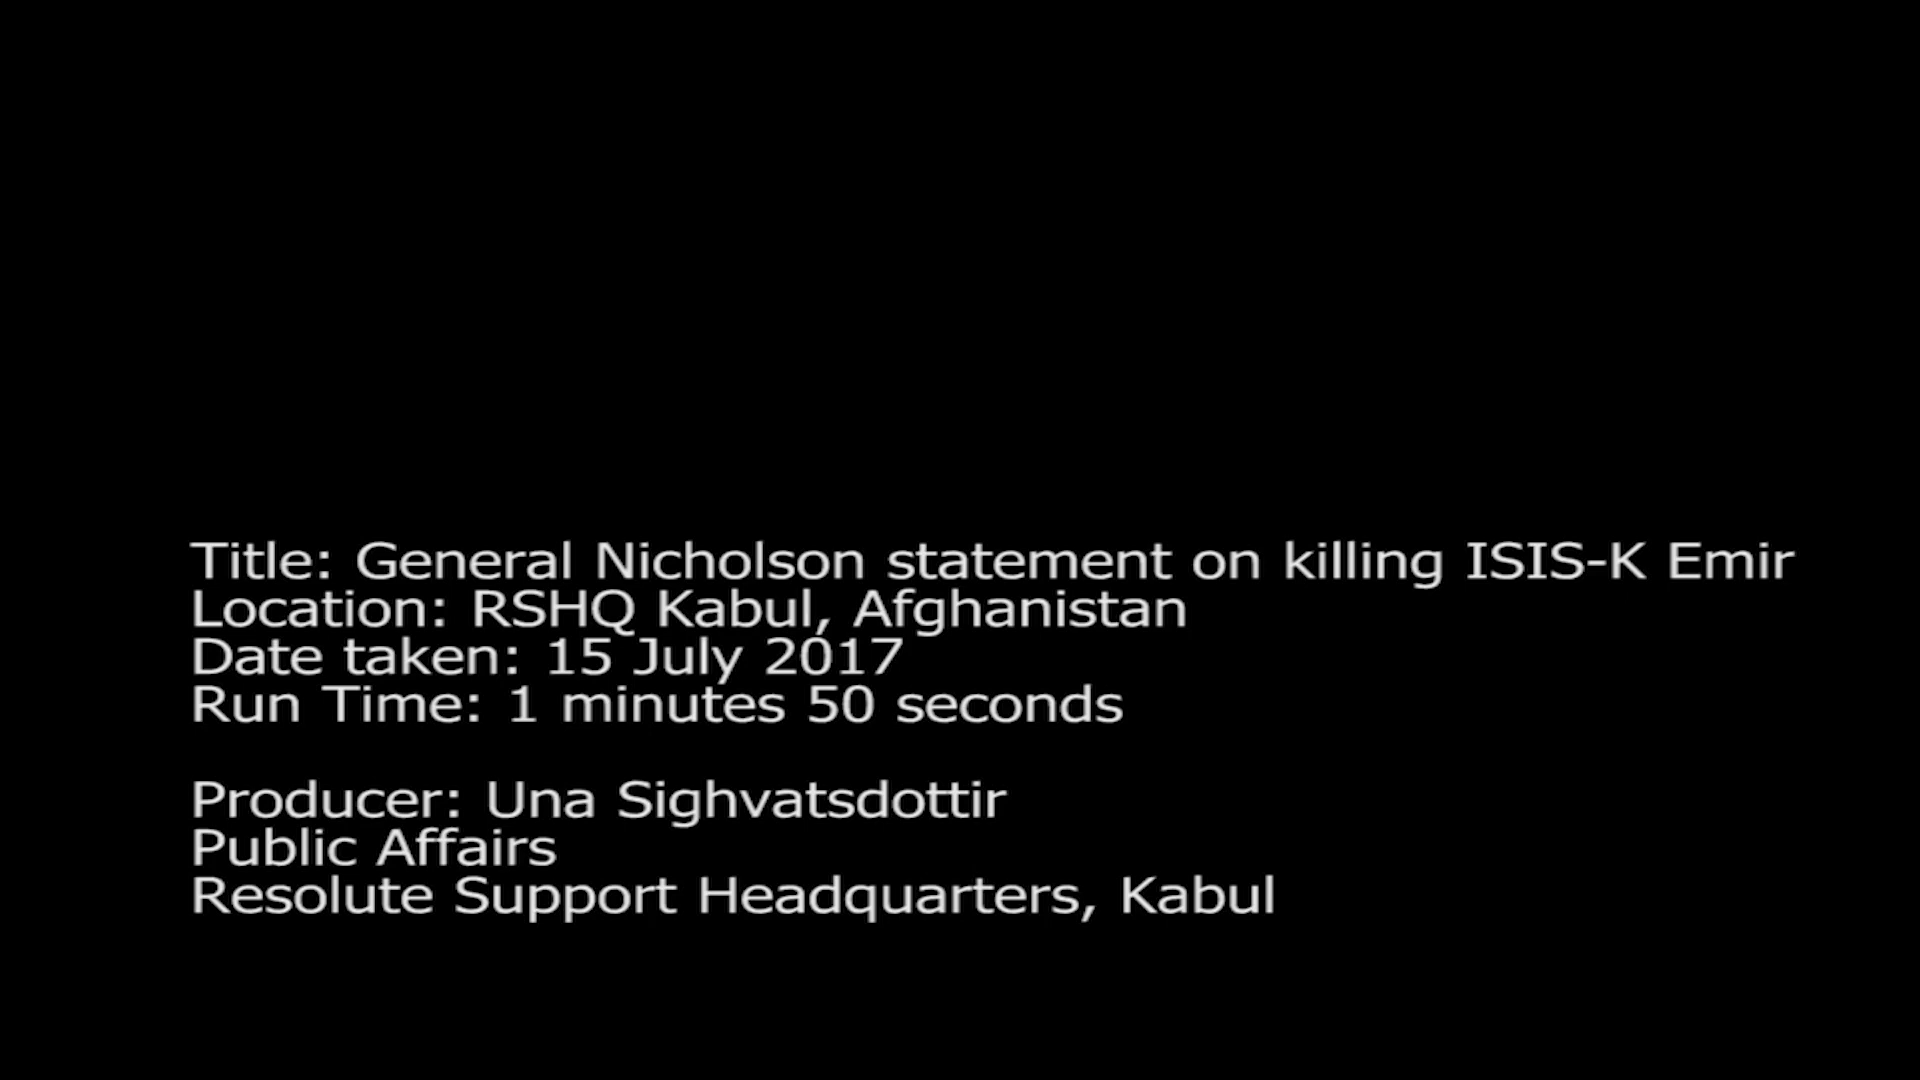 Title: General Nicholson statement on killing ISIS-K Emir
Location: RSHQ Kabul, Afghanistan
Date taken: 15 July 2017
Run Time: 1 minutes 50 seconds
Producer: Una Sighvatsdottir
Public Affairs
Resolute Support Headquarters, Kabul